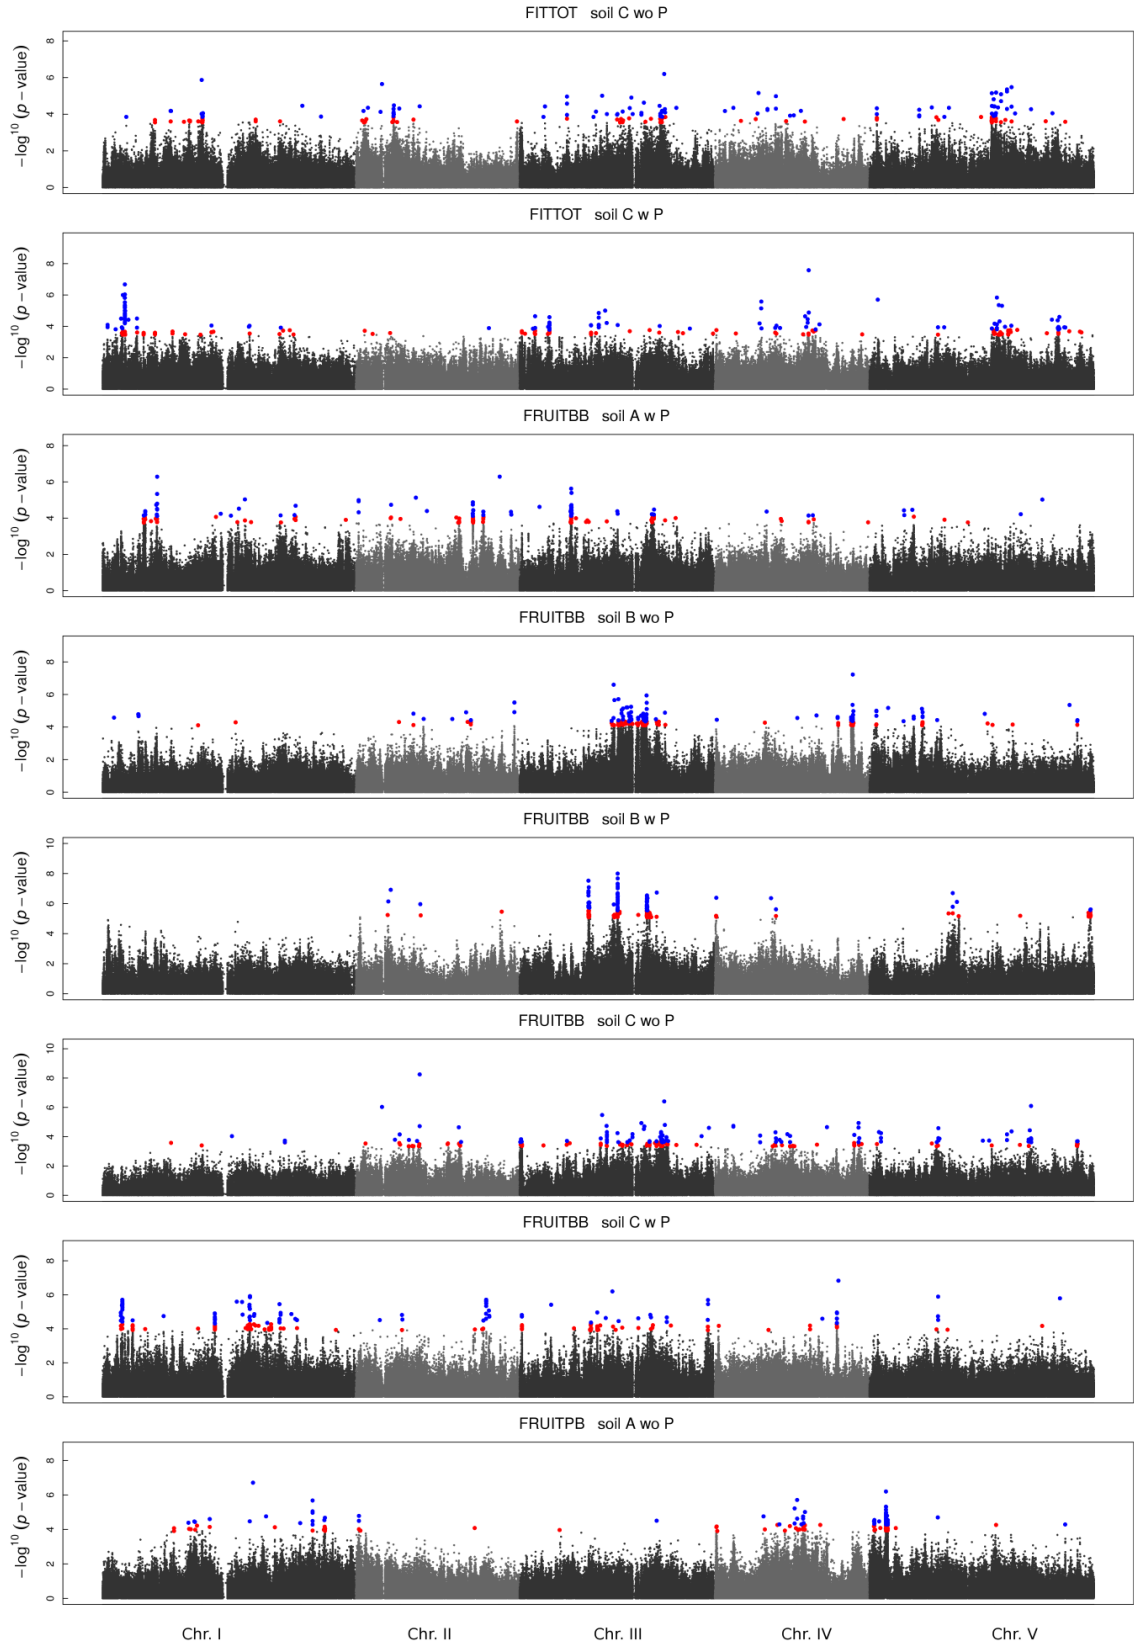 FITTOT soil C wo P
−log¹⁰ (p − value)
8
6
4
2
0
FITTOT soil C w P
−log¹⁰ (p − value)
8
6
4
2
0
FRUITBB soil A w P
−log¹⁰ (p − value)
8
6
4
2
0
FRUITBB soil B wo P
−log¹⁰ (p − value)
8
6
4
2
0
FRUITBB soil B w P
−log¹⁰ (p − value)
10
8
6
4
2
0
FRUITBB soil C wo P
−log¹⁰ (p − value)
10
8
6
4
2
0
FRUITBB soil C w P
−log¹⁰ (p − value)
8
6
4
2
0
FRUITPB soil A wo P
−log¹⁰ (p − value)
8
6
4
2
0
Chr. I Chr. II Chr. III Chr. IV Chr. V